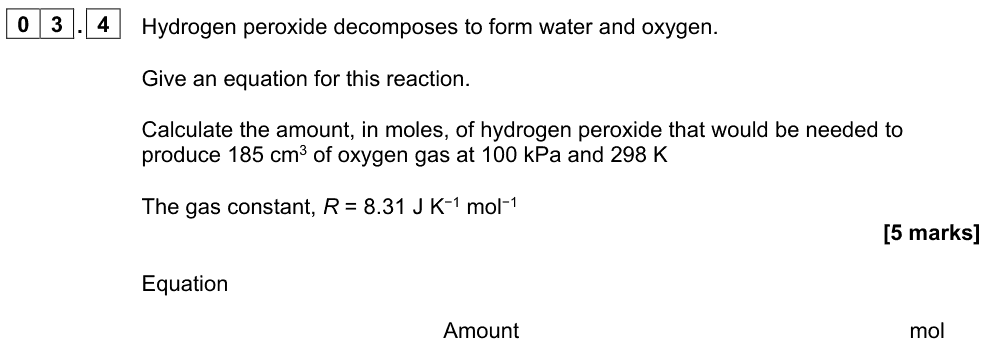 0 3 . 4 Hydrogen peroxide decomposes to form water and oxygen.
Give an equation for this reaction.
Calculate the amount, in moles, of hydrogen peroxide that would be needed to
produce 185 cm³ of oxygen gas at 100 kPa and 298 K
The gas constant, R = 8.31 J K⁻¹ mol⁻¹
[5 marks]
Equation
Amount mol